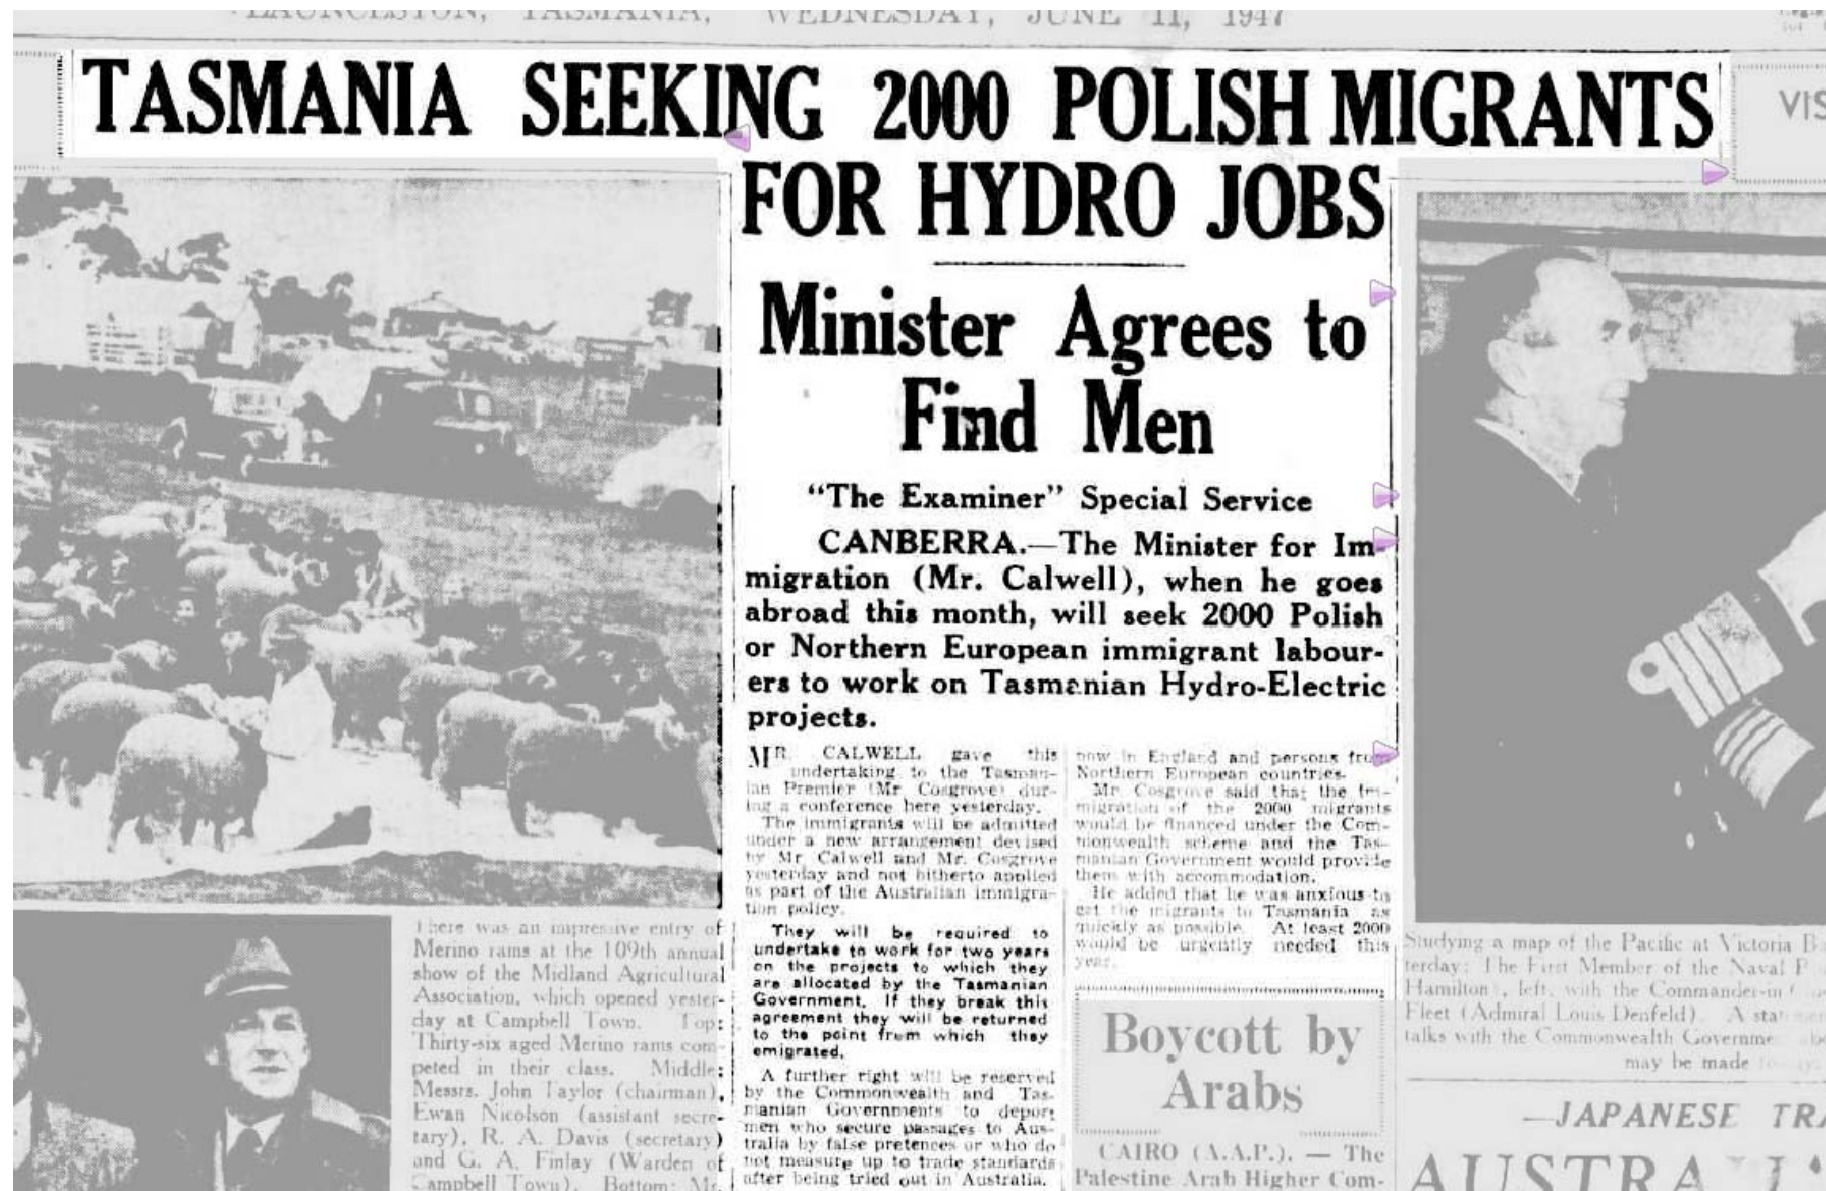 LAUNCESTON, TASMANIA, WEDNESDAY, JUNE 11, 1947
TASMANIA SEEKING 2000 POLISH MIGRANTS
FOR HYDRO JOBS
Minister Agrees to
Find Men
"The Examiner" Special Service
CANBERRA.—The Minister for Im-
migration (Mr. Calwell), when he goes
abroad this month, will seek 2000 Polish
or Northern European immigrant labour-
ers to work on Tasmanian Hydro-Electric
projects.
MR. CALWELL gave this
undertaking to the Tasman-
ian Premier (Mr Cosgrove) dur-
ing a conference here yesterday.
The immigrants will be admitted
under a new arrangement devised
by Mr Calwell and Mr. Cosgrove
yesterday and not hitherto applied
as part of the Australian immigra-
tion policy.
They will be required to
undertake to work for two years
on the projects to which they
are allocated by the Tasmanian
Government. If they break this
agreement they will be returned
to the point from which they
emigrated.
A further right will be reserved
by the Commonwealth and Tas-
manian Governments to deport
men who secure passages to Aus-
tralia by false pretences or who do
not measure up to trade standards
after being tried out in Australia.
now in England and persons from
Northern European countries.
Mr. Cosgrove said that the im-
migration of the 2000 migrants
would be financed under the Com-
monwealth scheme and the Tas-
manian Government would provide
them with accommodation.
He added that he was anxious to
get the migrants to Tasmania as
quickly as possible. At least 2000
would be urgently needed this
year.
There was an impressive entry of
Merino rams at the 109th annual
show of the Midland Agricultural
Association, which opened yester-
day at Campbell Town. Top:
Thirty-six aged Merino rams com-
peted in their class. Middle:
Messrs. John Taylor (chairman),
Ewan Nicolson (assistant secre-
tary), R. A. Davis (secretary)
and G. A. Finlay (Warden of
Campbell Town). Bottom: Mr.
Boycott by
Arabs
CAIRO (A.A.P.). — The
Palestine Arab Higher Com-
VIS
Studying a map of the Pacific at Victoria B
terday: The First Member of the Naval
Hamilton, left, with the Commander-in
Fleet (Admiral Louis Denfeld). A
talks with the Commonwealth
may be made
—JAPANESE TRA
AUSTRA